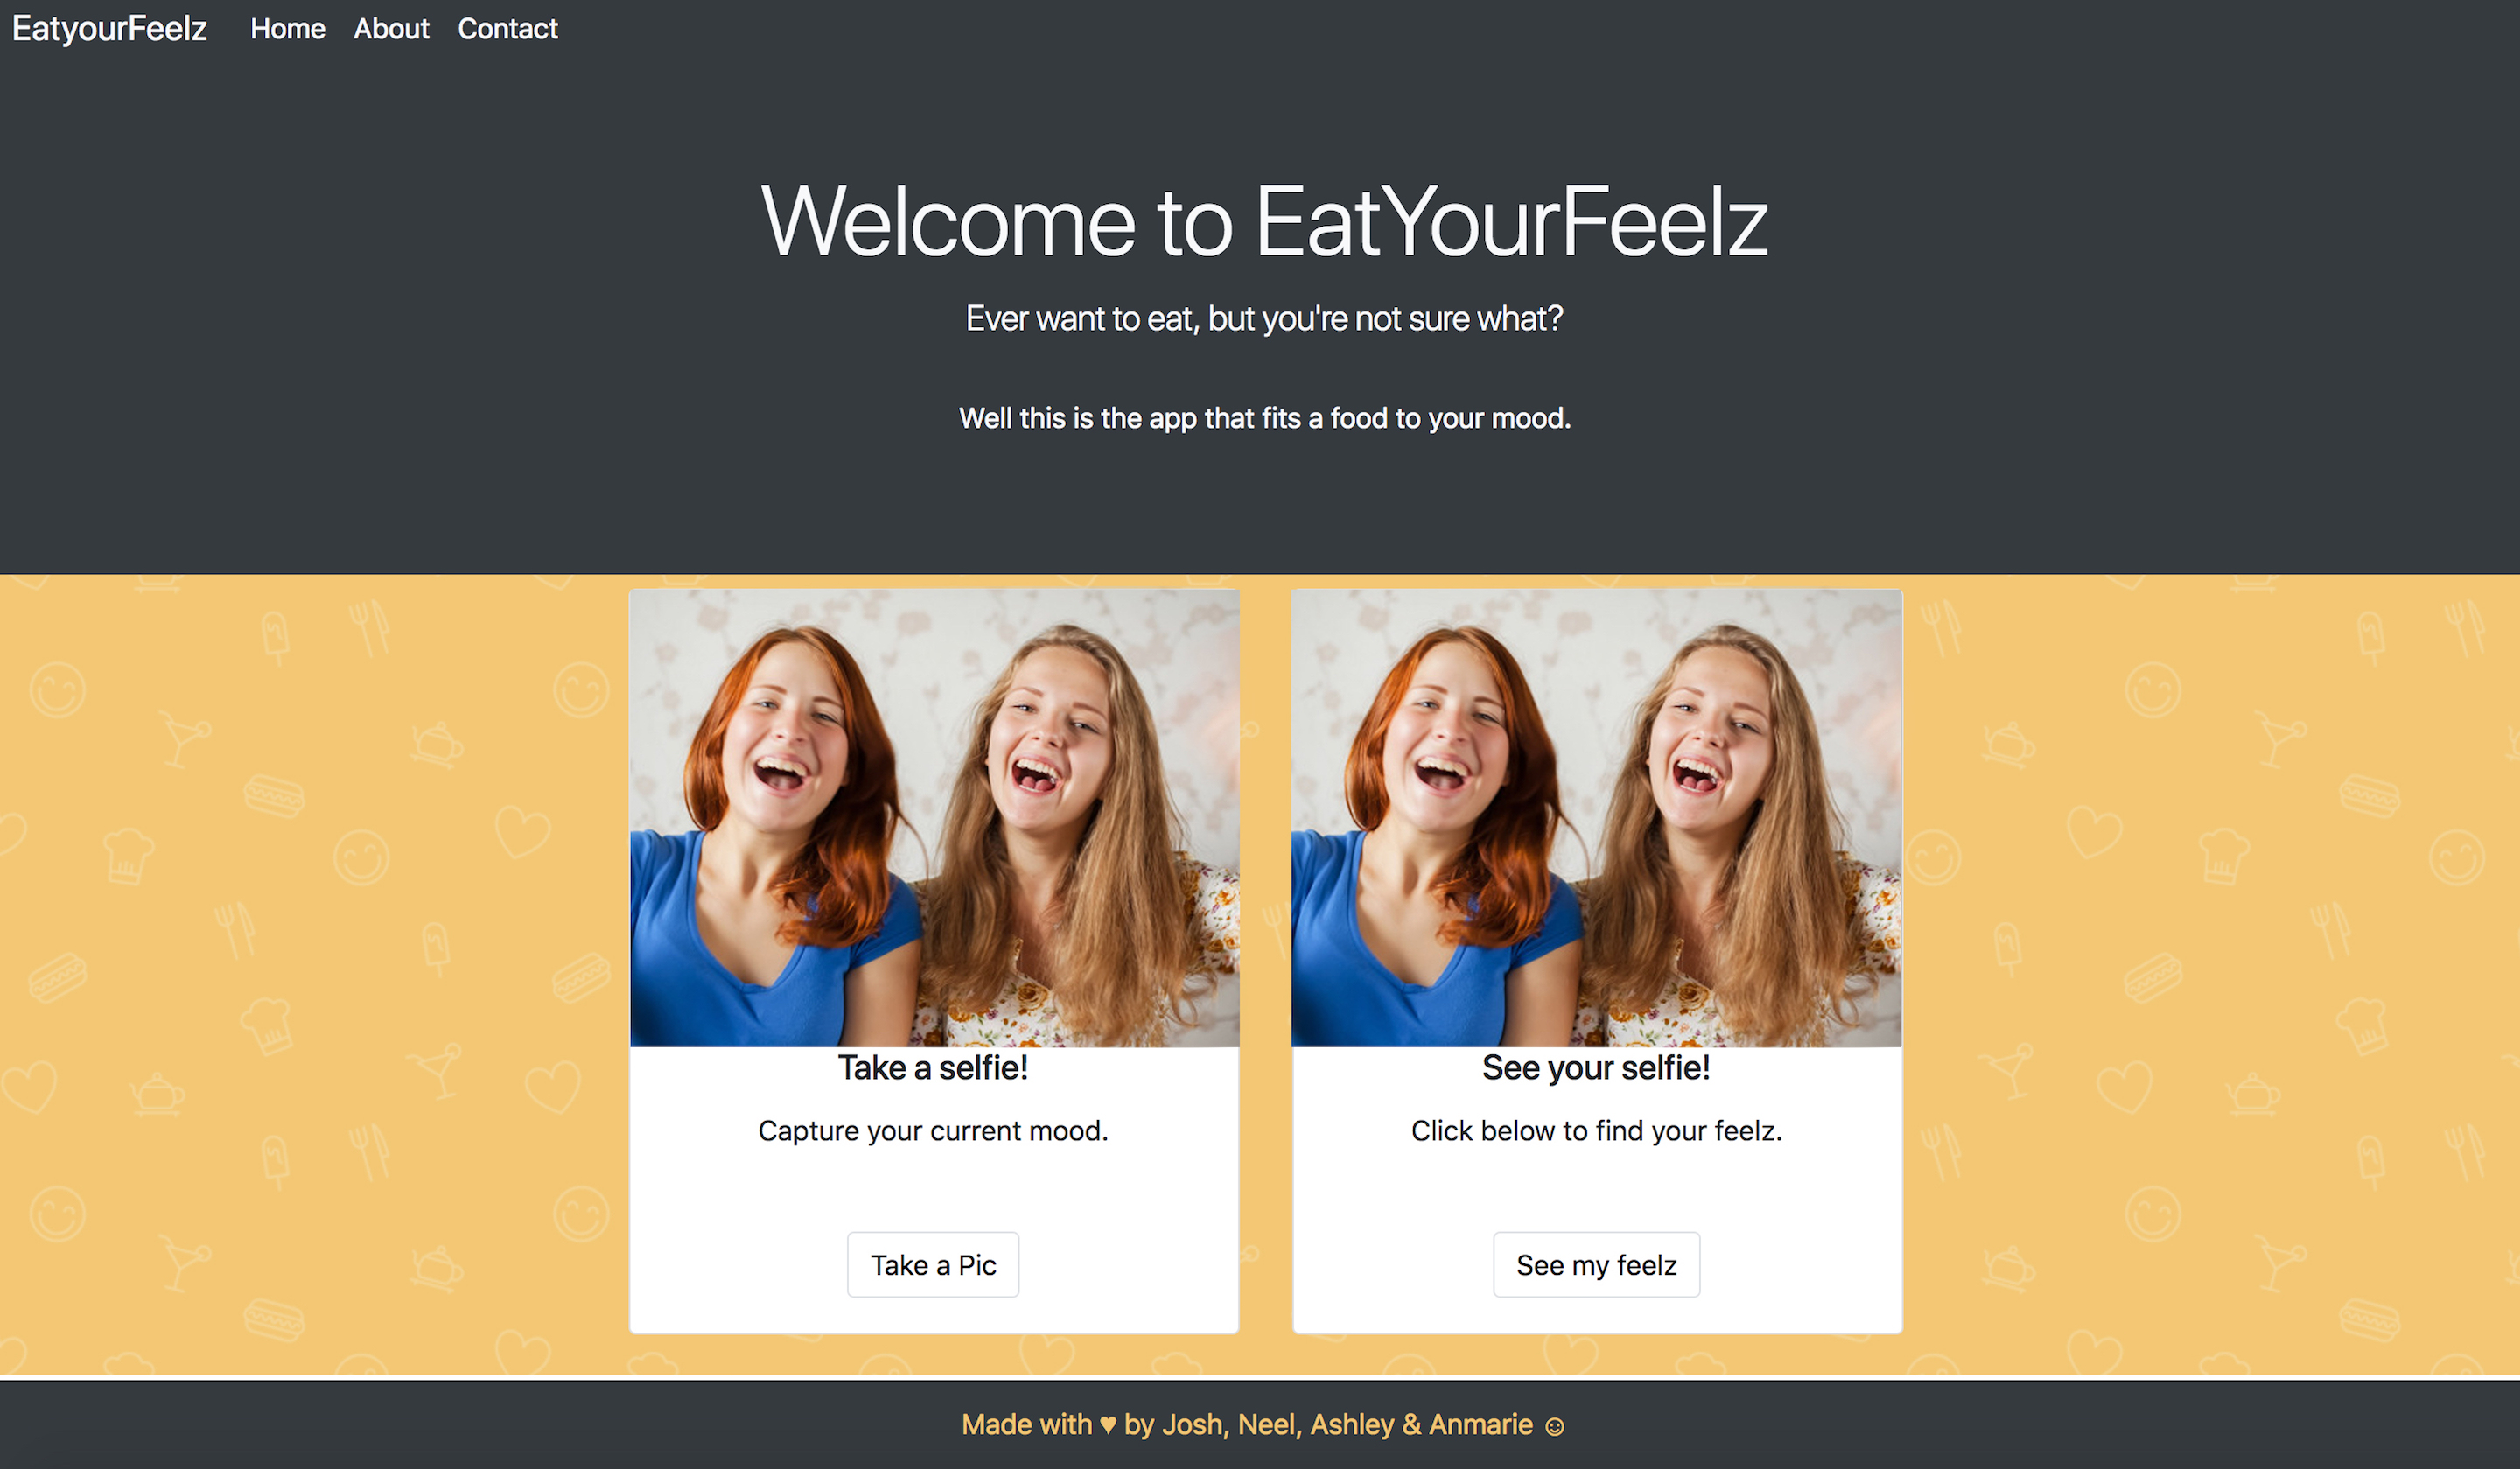 EatyourFeelz Home About Contact
Welcome to EatYourFeelz
Ever want to eat, but you're not sure what?
Well this is the app that fits a food to your mood.
Take a selfie!
Capture your current mood.
Take a Pic
See your selfie!
Click below to find your feelz.
See my feelz
Made with ♥ by Josh, Neel, Ashley & Anmarie ☺